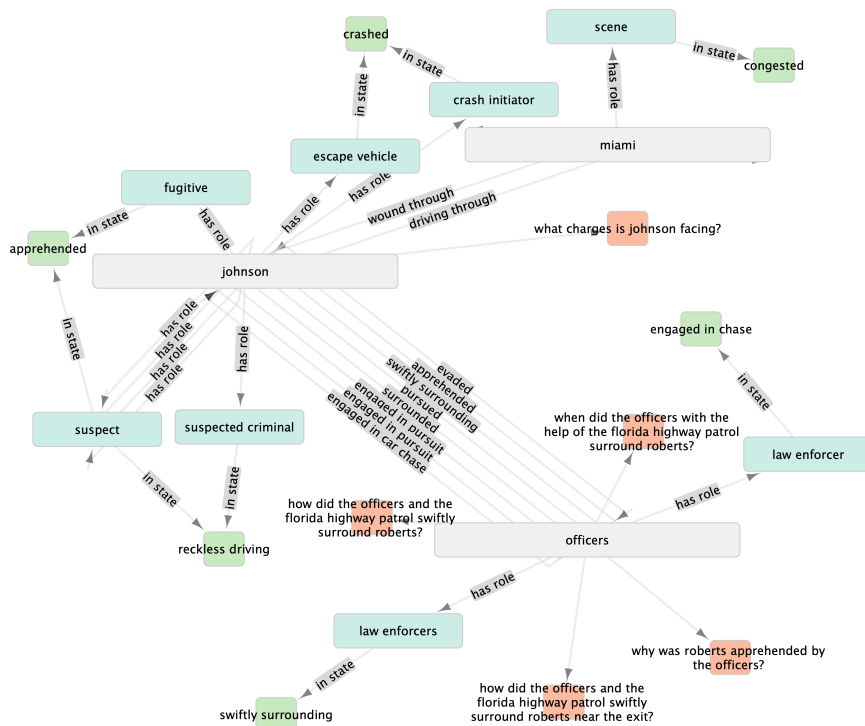 scene
crashed
in state
in state
congested
crash initiator
in state
has role
miami
escape vehicle
has role
fugitive
has role
wound through
driving through
in state
has role
what charges is johnson facing?
apprehended
johnson
has role
has role
has role
has role
in state
has role
engaged in chase
evaded
apprehended
swiftly surrounding
pursued
surrounded
engaged in pursuit
engaged in pursuit
engaged in car chase
in state
suspect
suspected criminal
when did the officers with the
help of the florida highway patrol
surround roberts?
law enforcer
in state
in state
has role
how did the officers and the
florida highway patrol swiftly
surround roberts?
reckless driving
officers
has role
law enforcers
why was roberts apprehended by
the officers?
in state
how did the officers and the
florida highway patrol swiftly
surround roberts near the exit?
swiftly surrounding